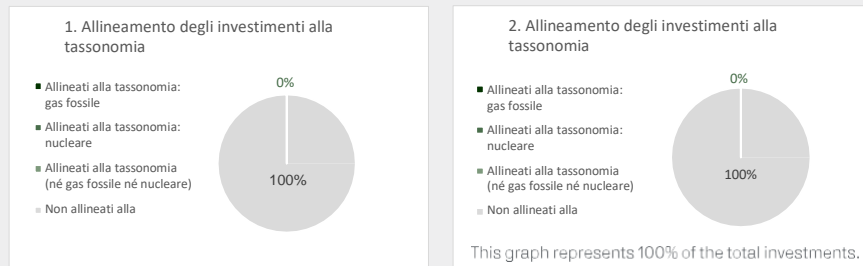 1. Allineamento degli investimenti alla
tassonomia
Allineati alla tassonomia:
gas fossile
Allineati alla tassonomia:
nucleare
Allineati alla tassonomia
(né gas fossile né nucleare)
Non allineati alla
0%
100%
2. Allineamento degli investimenti alla
tassonomia
Allineati alla tassonomia:
gas fossile
Allineati alla tassonomia:
nucleare
Allineati alla tassonomia
(né gas fossile né nucleare)
Non allineati alla
0%
100%
This graph represents 100% of the total investments.